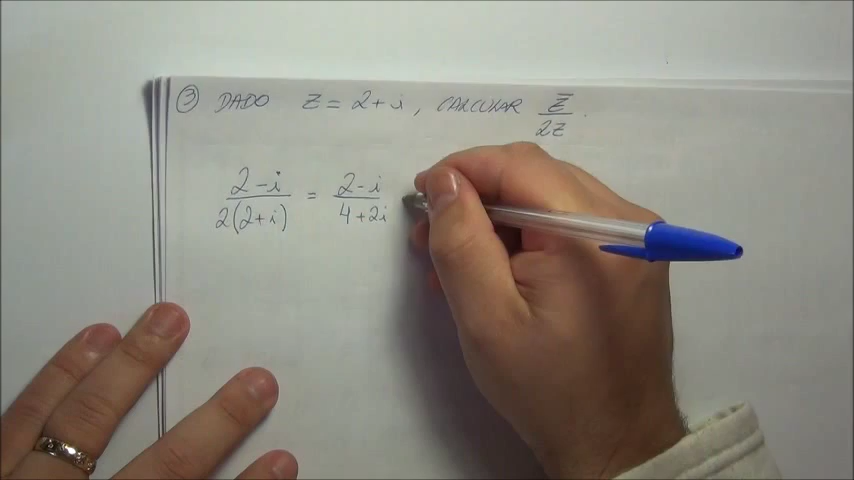 ③ DADO Z = 2 + i, CALCULAR z̅/2Z.
2 - i / 2(2 + i) = 2 - i / 4 + 2i